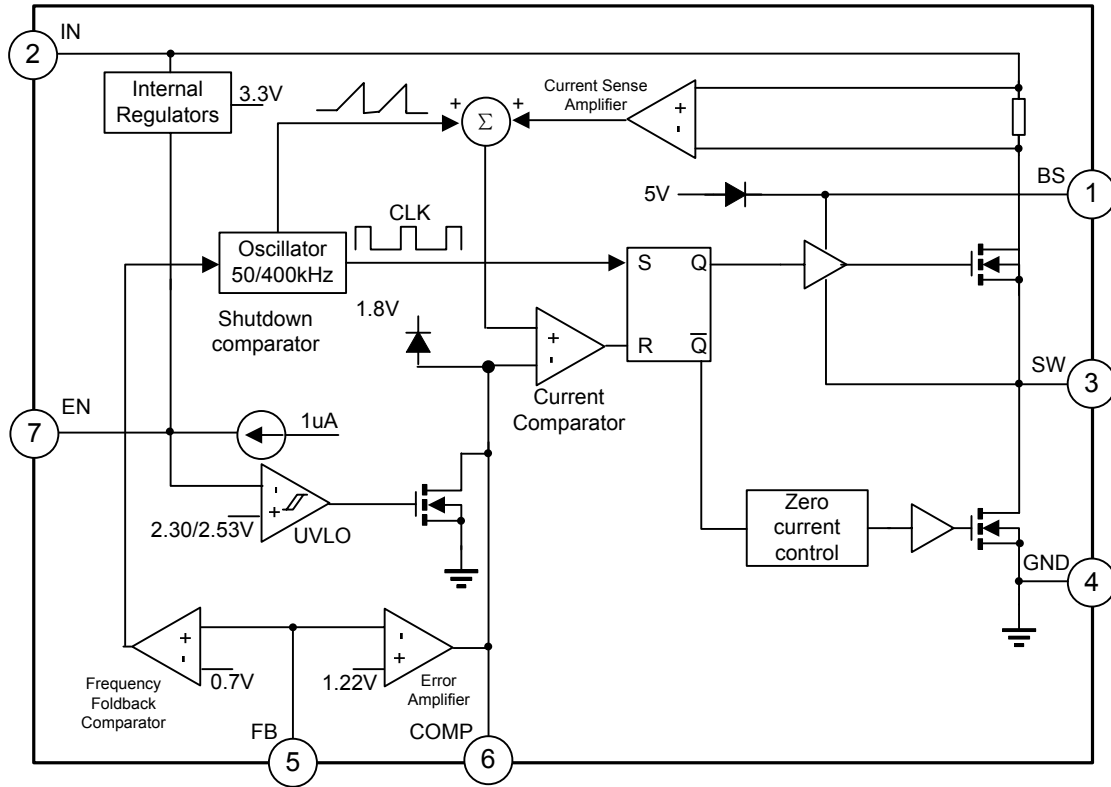 IN
2
Internal
Regulators
3.3V
+
Σ
+
Current Sense
Amplifier
+
-
BS
1
5V
CLK
Oscillator
50/400kHz
S
Q
R
Q̅
1.8V
Shutdown
comparator
+
-
Current
Comparator
SW
3
EN
7
1uA
-
+
2.30/2.53V
UVLO
Zero
current
control
GND
4
+
-
0.7V
Frequency
Foldback
Comparator
-
+
1.22V
Error
Amplifier
FB
5
COMP
6